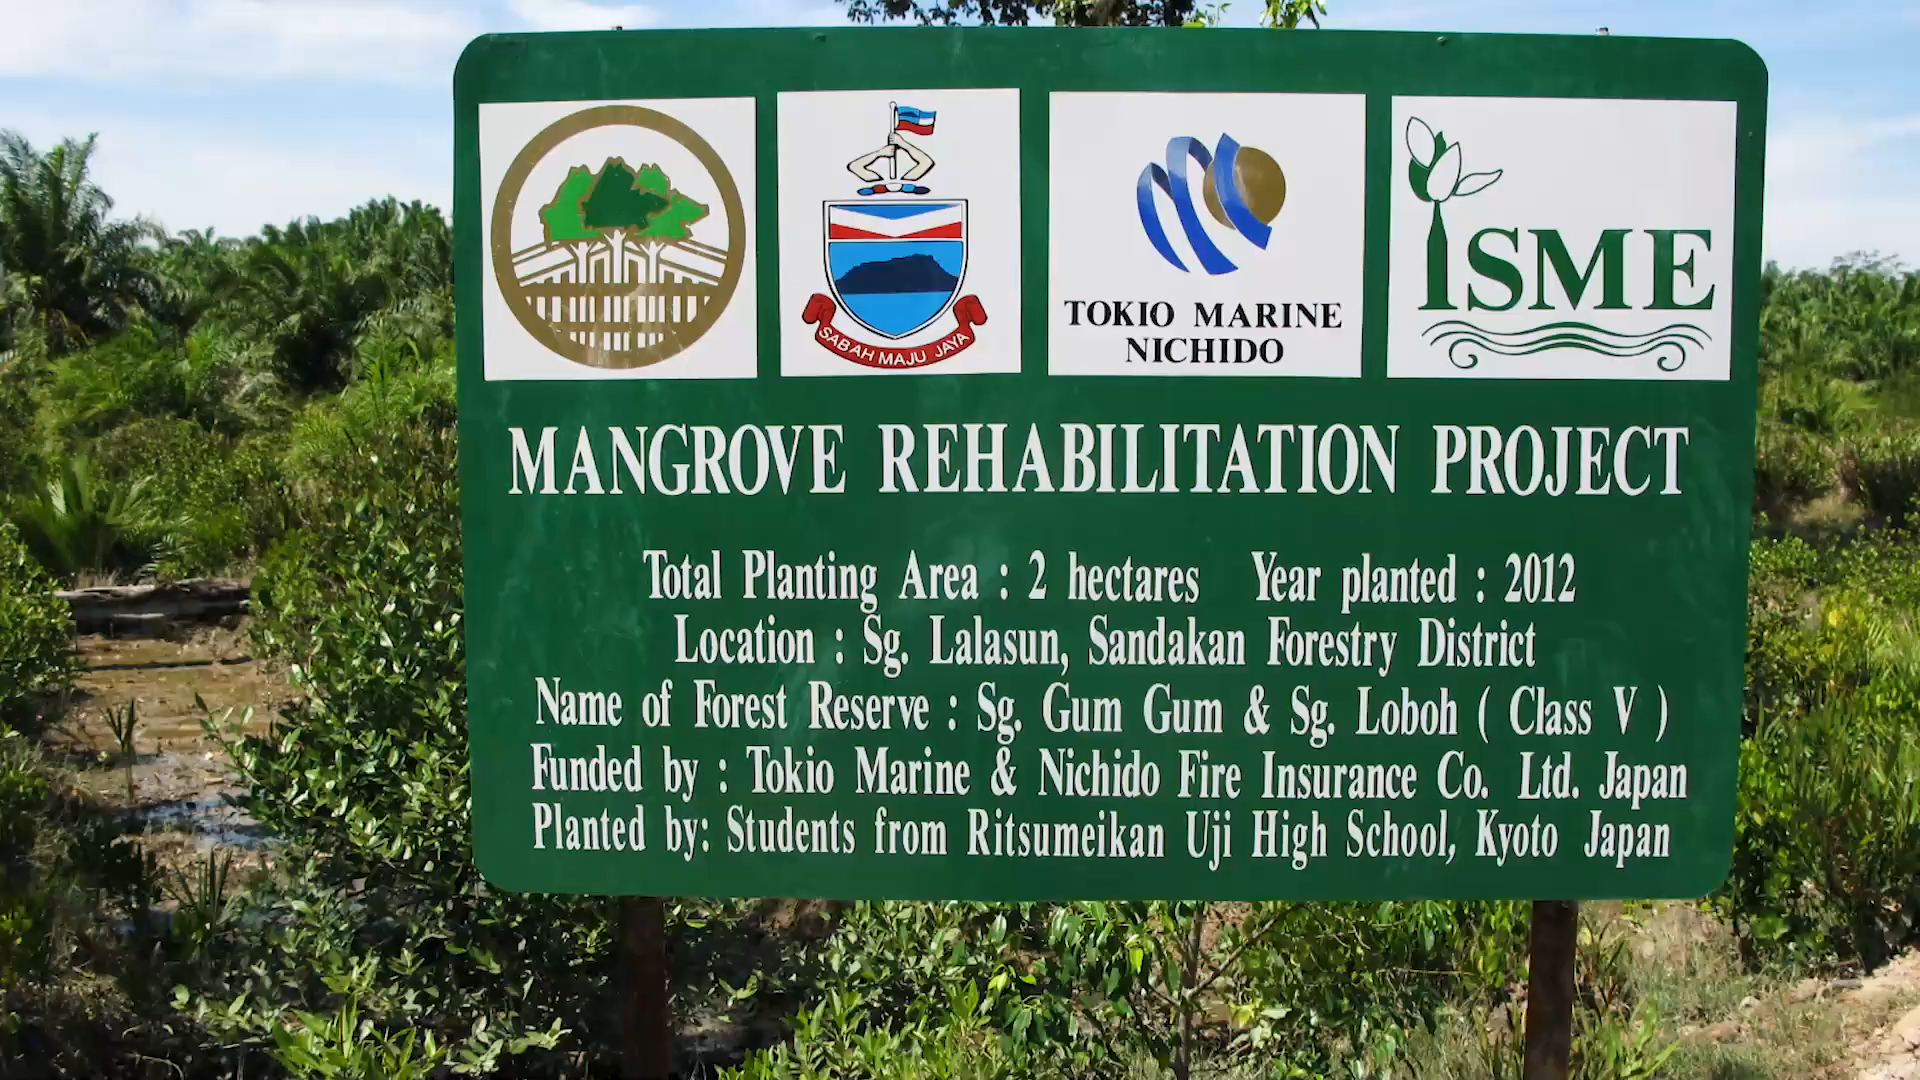 SABAH MAJU JAYA
TOKIO MARINE
NICHIDO
ISME
MANGROVE REHABILITATION PROJECT
Total Planting Area : 2 hectares Year planted : 2012
Location : Sg. Lalasun, Sandakan Forestry District
Name of Forest Reserve : Sg. Gum Gum & Sg. Loboh ( Class V )
Funded by : Tokio Marine & Nichido Fire Insurance Co. Ltd. Japan
Planted by: Students from Ritsumeikan Uji High School, Kyoto Japan